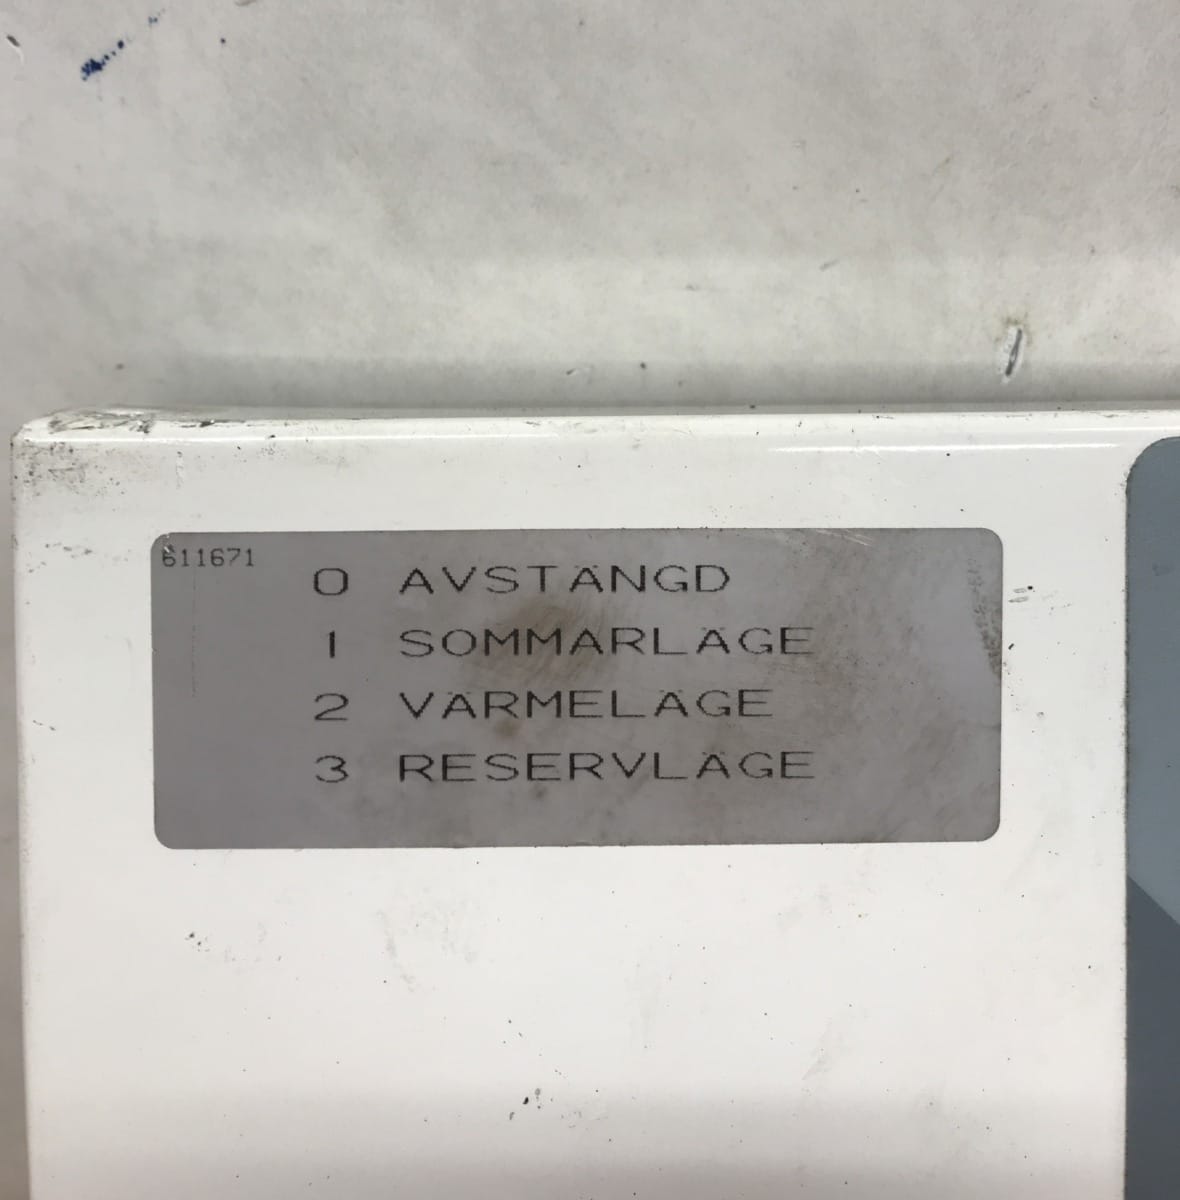 611671
0 AVSTÄNGD
1 SOMMARLÄGE
2 VÄRMELÄGE
3 RESERVLÄGE